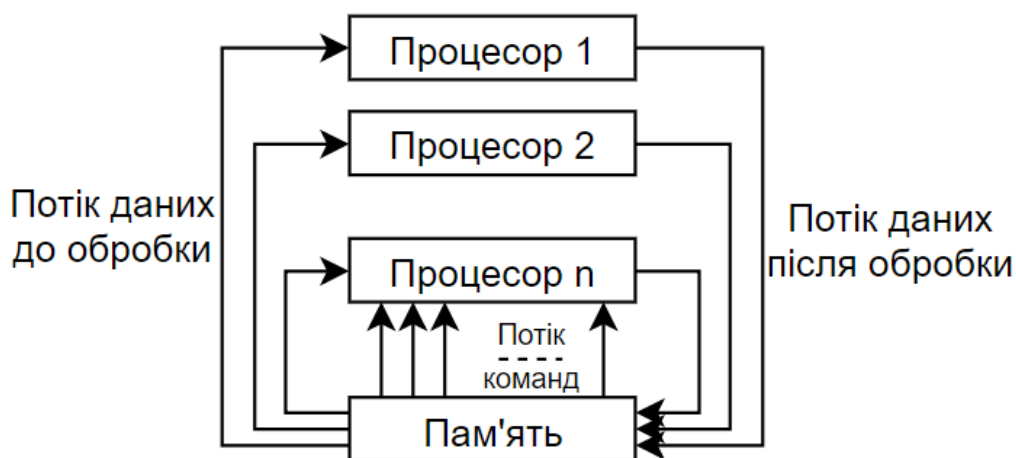 Процесор 1
Процесор 2
Потік даних
до обробки
Потік даних
після обробки
Процесор n
Потік
команд
Пам'ять